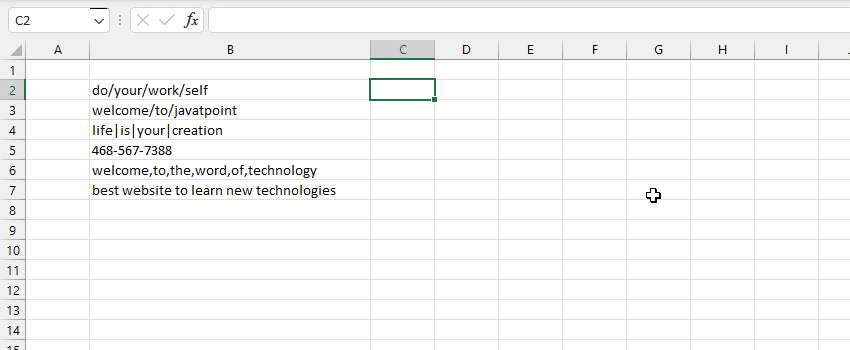 C2 fx
A B C D E F G H I
1
2 do/your/work/self
3 welcome/to/javatpoint
4 life|is|your|creation
5 468-567-7388
6 welcome,to,the,word,of,technology
7 best website to learn new technologies
8
9
10
11
12
13
14
15